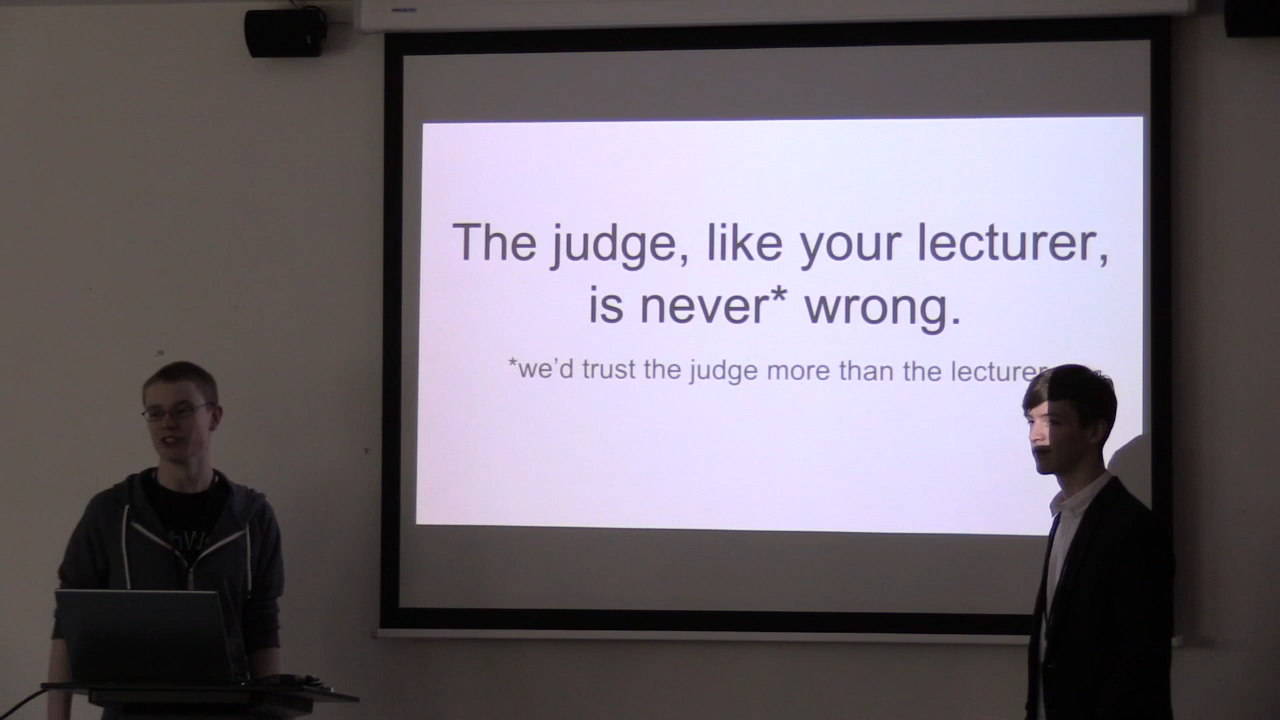 The judge, like your lecturer,
is never* wrong.
*we'd trust the judge more than the lecturer